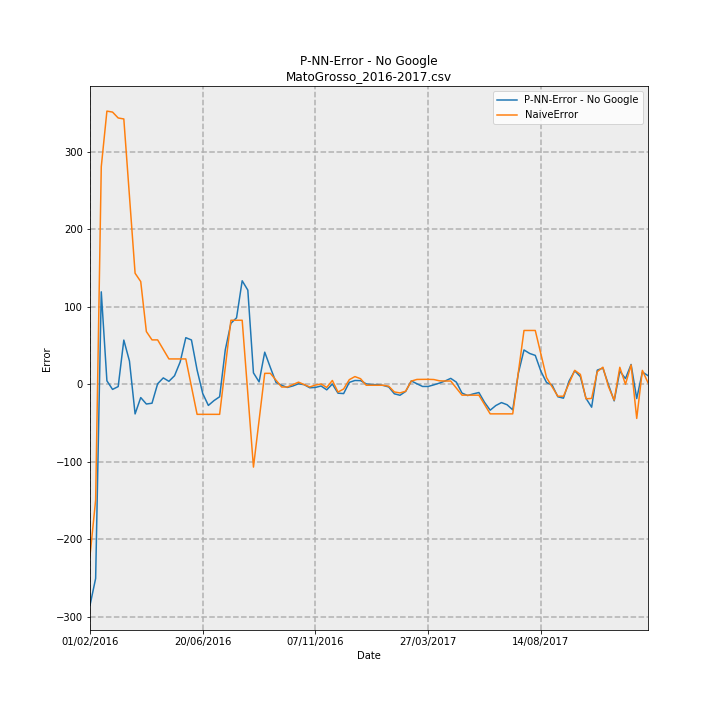 P-NN-Error - No Google
MatoGrosso_2016-2017.csv
P-NN-Error - No Google
NaiveError
300
200
100
0
−100
−200
−300
Error
01/02/2016
20/06/2016
07/11/2016
27/03/2017
14/08/2017
Date